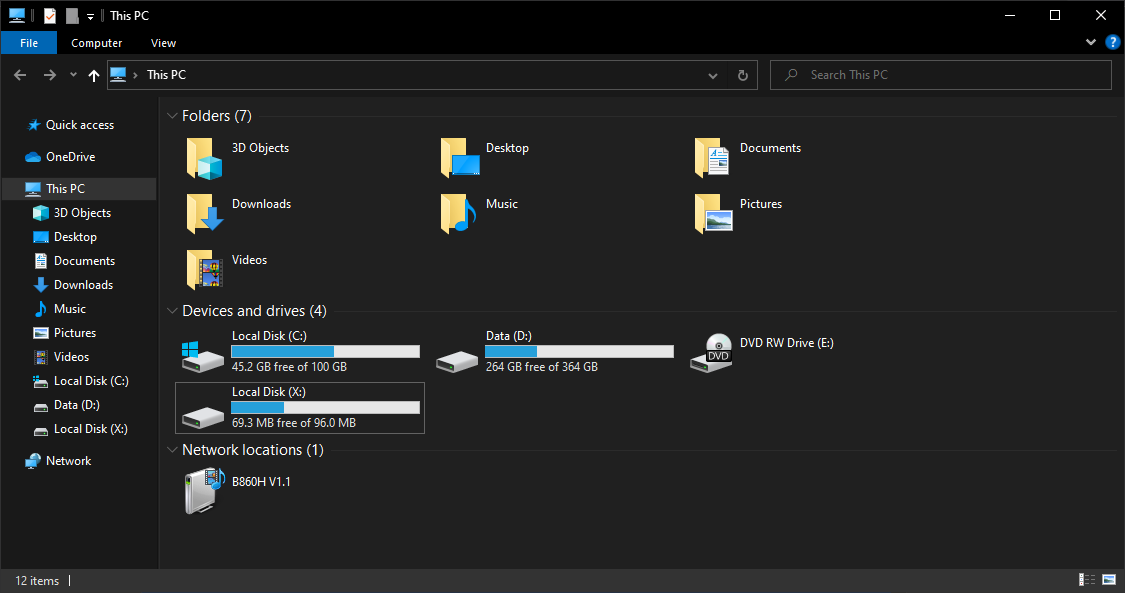 This PC
File Computer View
?
This PC
Search This PC
Quick access
OneDrive
This PC
3D Objects
Desktop
Documents
Downloads
Music
Pictures
Videos
Local Disk (C:)
Data (D:)
Local Disk (X:)
Network
Folders (7)
3D Objects
Desktop
Documents
Downloads
Music
Pictures
Videos
Devices and drives (4)
Local Disk (C:)
45.2 GB free of 100 GB
Data (D:)
264 GB free of 364 GB
DVD
DVD RW Drive (E:)
Local Disk (X:)
69.3 MB free of 96.0 MB
Network locations (1)
B860H V1.1
12 items